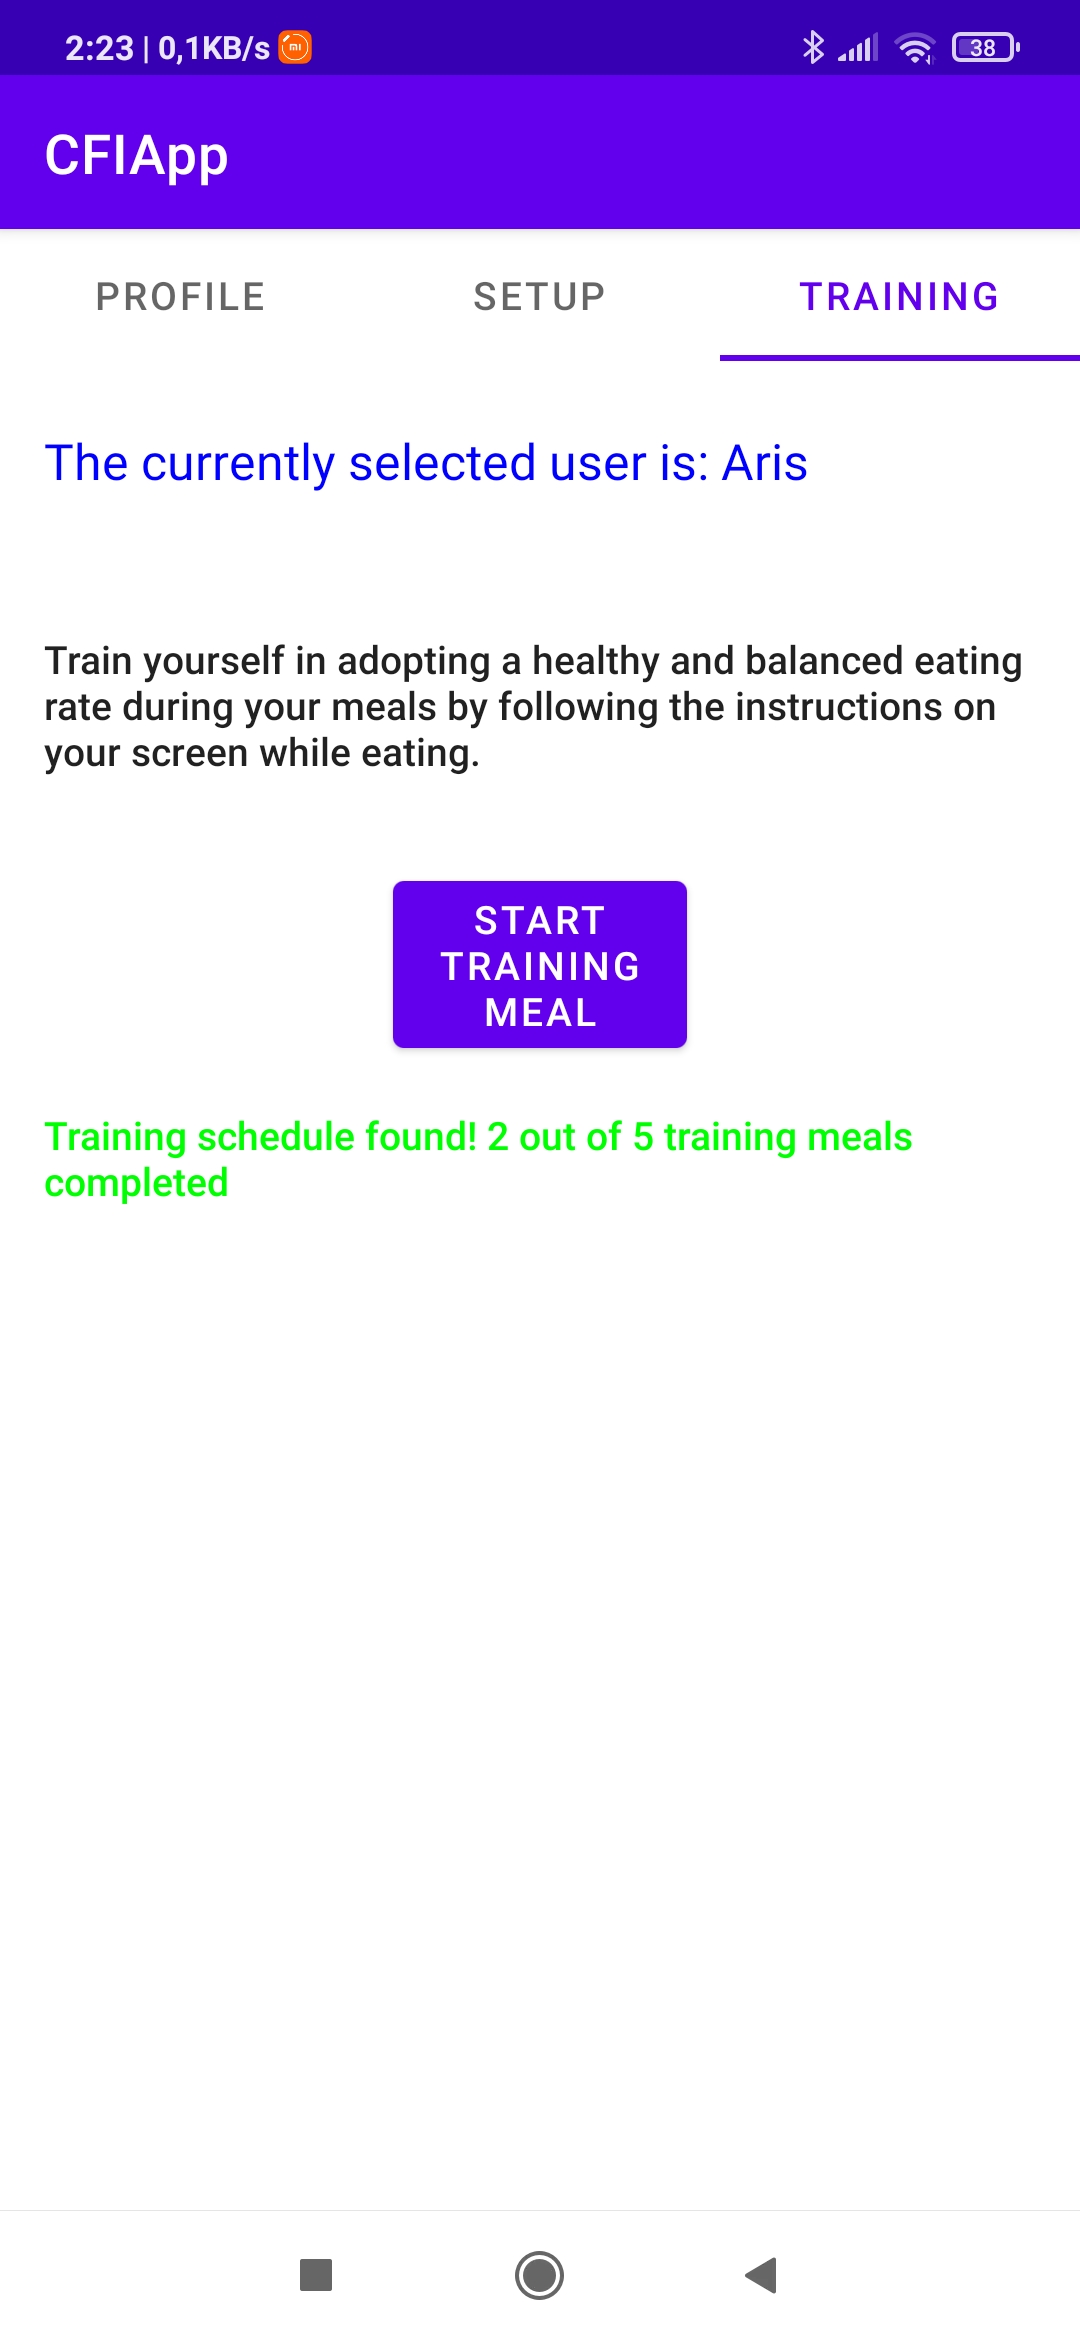 2:23 | 0,1KB/s
38
CFIApp
PROFILE SETUP TRAINING
The currently selected user is: Aris
Train yourself in adopting a healthy and balanced eating
rate during your meals by following the instructions on
your screen while eating.
START
TRAINING
MEAL
Training schedule found! 2 out of 5 training meals
completed